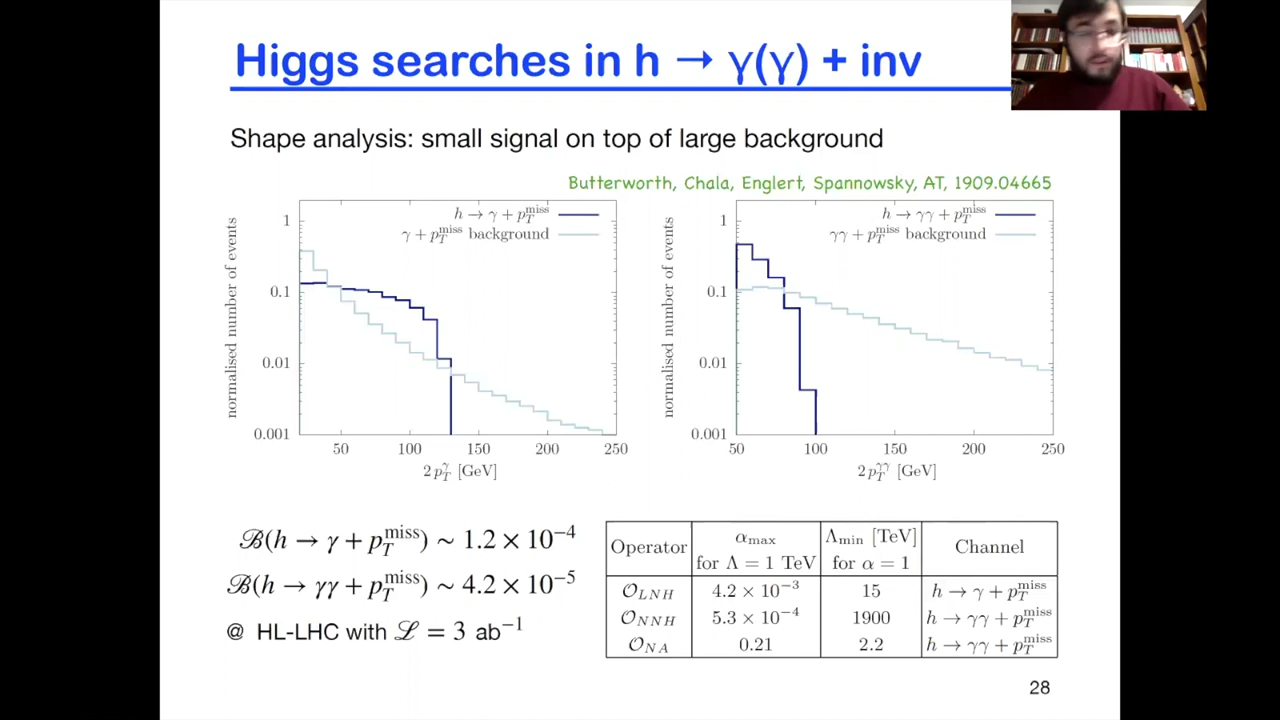 Higgs searches in h → γ(γ) + inv
Shape analysis: small signal on top of large background
Butterworth, Chala, Englert, Spannowsky, AT, 1909.04665
normalised number of events
1
0.1
0.01
0.001
h → γ + p_T^miss
γ + p_T^miss background
50 100 150 200 250
2 p_T^γ [GeV]
normalised number of events
1
0.1
0.01
0.001
h → γγ + p_T^miss
γγ + p_T^miss background
50 100 150 200 250
2 p_T^γγ [GeV]
ℬ(h → γ + p_T^miss) ~ 1.2 × 10^−4
ℬ(h → γγ + p_T^miss) ~ 4.2 × 10^−5
@ HL-LHC with ℒ = 3 ab^−1
Operator | α_max for Λ = 1 TeV | Λ_min [TeV] for α = 1 | Channel
𝒪_LNH | 4.2 × 10^−3 | 15 | h → γ + p_T^miss
𝒪_NNH | 5.3 × 10^−4 | 1900 | h → γγ + p_T^miss
𝒪_NA | 0.21 | 2.2 | h → γγ + p_T^miss
28